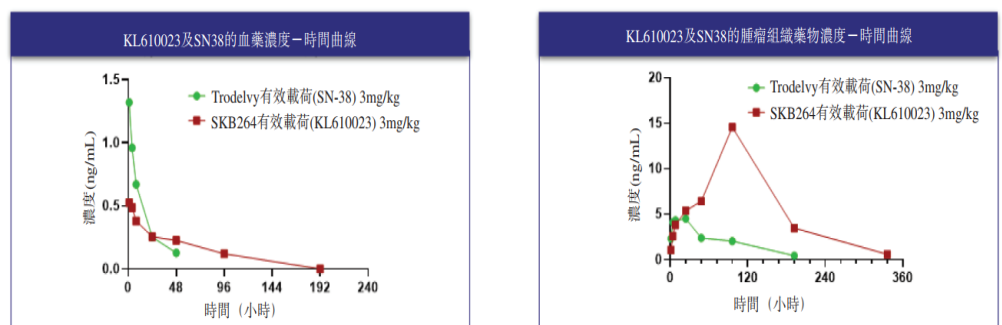 KL610023及SN38的血藥濃度－時間曲線
1.5
1.0
0.5
0.0
濃度(ng/mL)
Trodelvy有效載荷(SN-38) 3mg/kg
SKB264有效載荷(KL610023) 3mg/kg
0 48 96 144 192 240
時間（小時）
KL610023及SN38的腫瘤組織藥物濃度－時間曲線
20
15
10
5
0
濃度(ng/mL)
Trodelvy有效載荷(SN-38) 3mg/kg
SKB264有效載荷(KL610023) 3mg/kg
0 120 240 360
時間（小時）